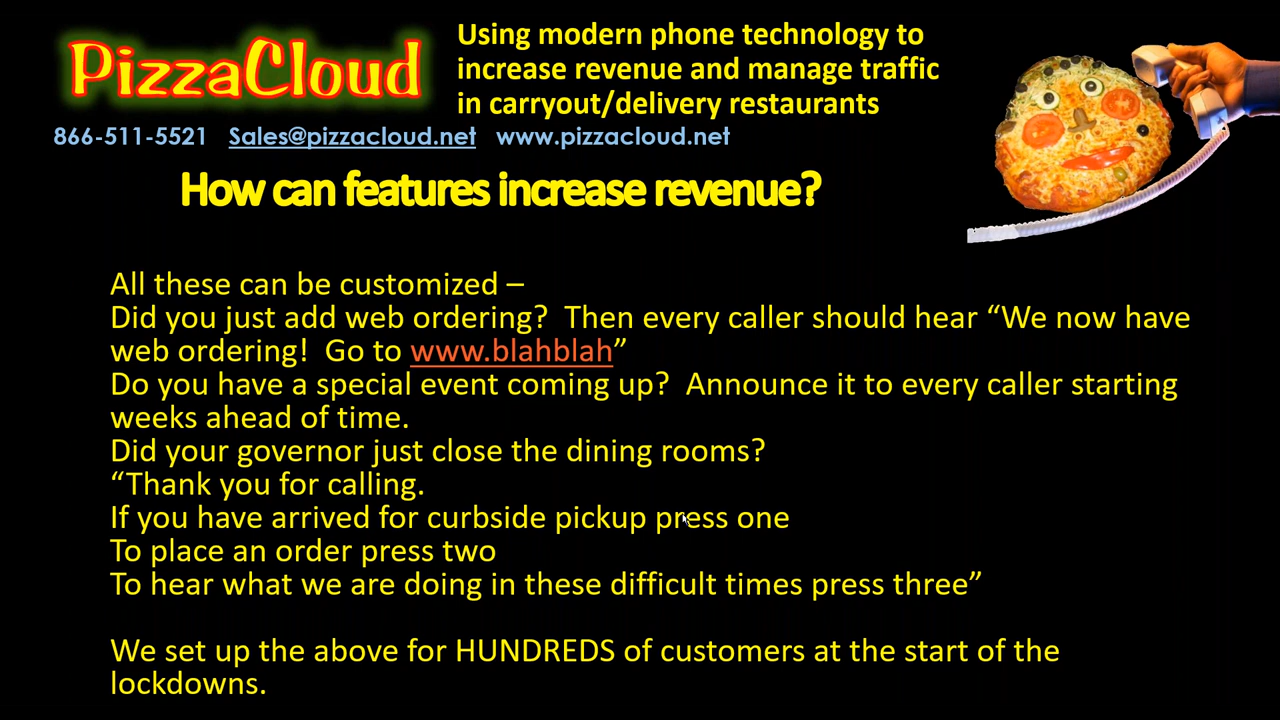 PizzaCloud
Using modern phone technology to
increase revenue and manage traffic
in carryout/delivery restaurants
866-511-5521 Sales@pizzacloud.net www.pizzacloud.net
How can features increase revenue?
All these can be customized –
Did you just add web ordering? Then every caller should hear “We now have
web ordering! Go to www.blahblah”
Do you have a special event coming up? Announce it to every caller starting
weeks ahead of time.
Did your governor just close the dining rooms?
“Thank you for calling.
If you have arrived for curbside pickup press one
To place an order press two
To hear what we are doing in these difficult times press three”
We set up the above for HUNDREDS of customers at the start of the
lockdowns.